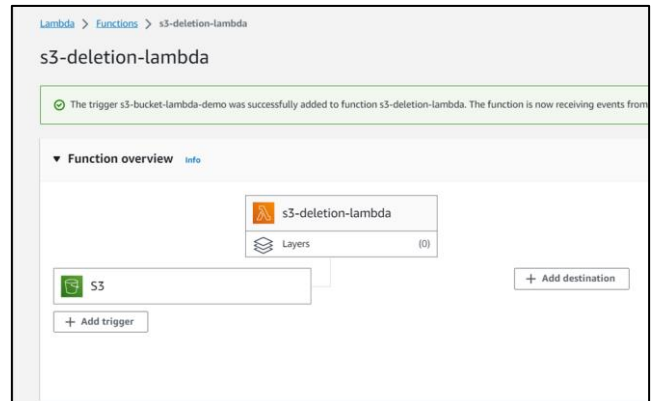 Lambda > Functions > s3-deletion-lambda
s3-deletion-lambda
The trigger s3-bucket-lambda-demo was successfully added to function s3-deletion-lambda. The function is now receiving events from
▼ Function overview Info
s3-deletion-lambda
Layers (0)
S3
+ Add destination
+ Add trigger